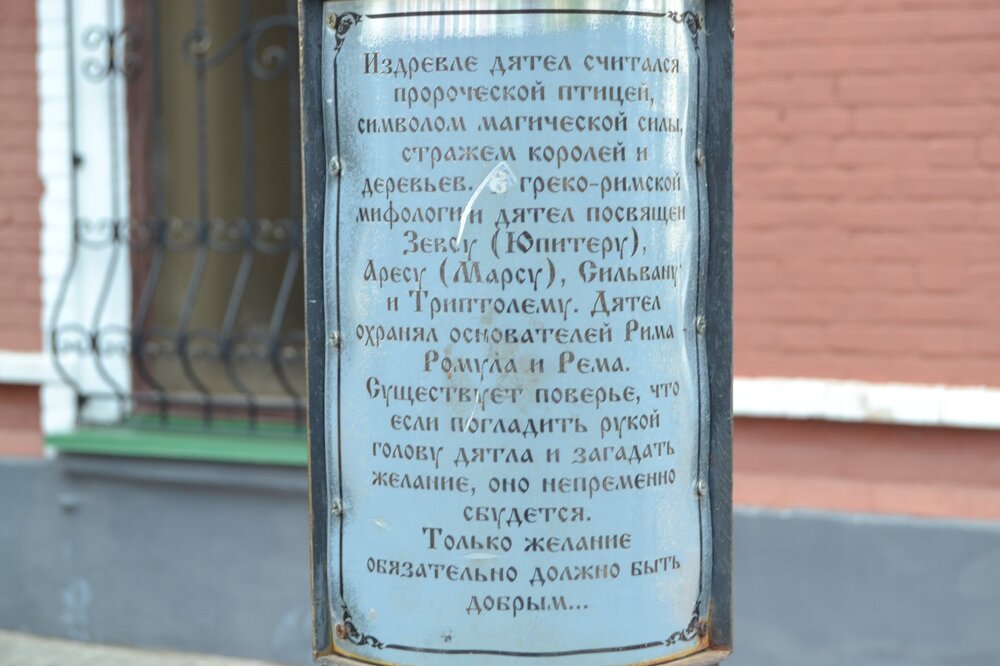 Издревле дятел считался
пророческой птицей,
символом магической силы,
стражем королей и
деревьев. греко-римской
мифологии дятел посвящен
Зевсу (Юпитеру),
Аресу (Марсу), Сильвану
и Триптолему. Дятел
охранял основателей Рима
Ромула и Рема.
Существует поверье, что
если погладить рукой
голову дятла и загадать
желание, оно непременно
сбудется.
Только желание
обязательно должно быть
добрым...